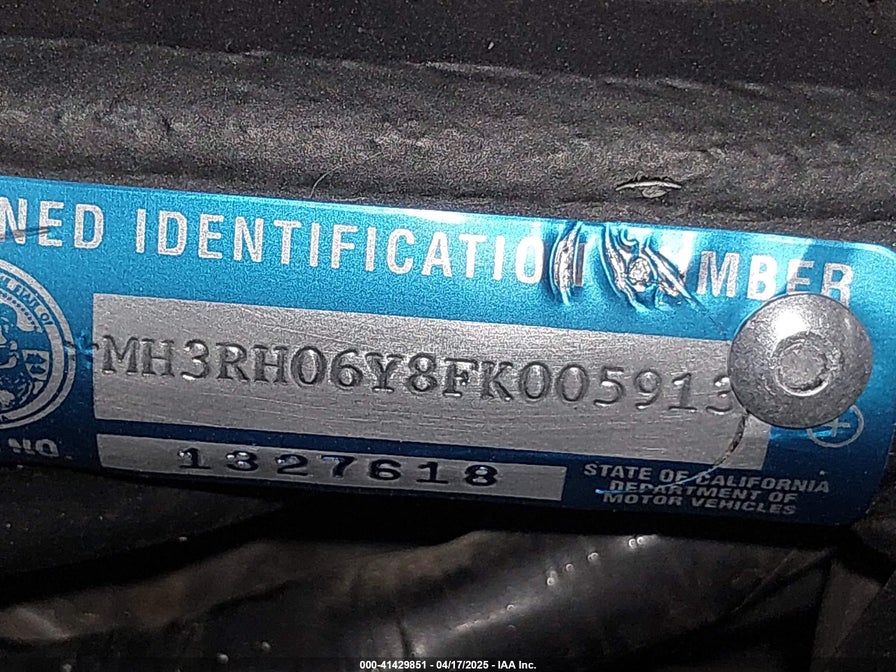 NED IDENTIFICATIO MBER
MH3RH06Y8FK005913
NO. 1327618
STATE OF CALIFORNIA
DEPARTMENT OF
MOTOR VEHICLES
000-41429851 - 04/17/2025 - IAA Inc.